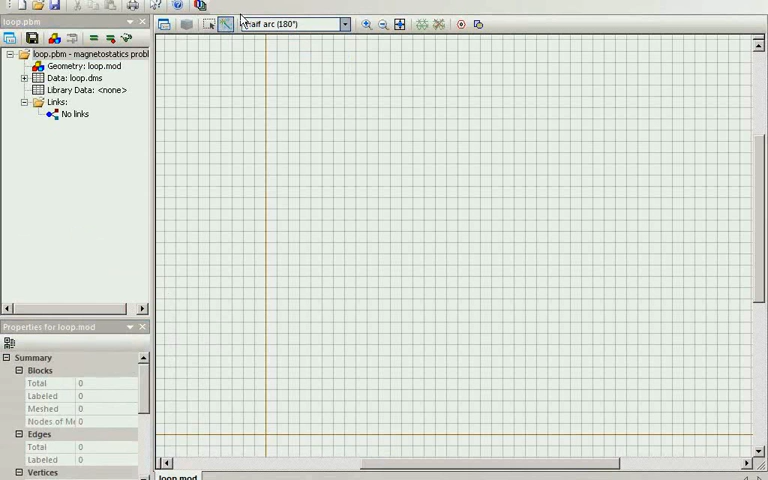 loop.pbm
half arc (180°)
loop.pbm - magnetostatics probl
Geometry: loop.mod
Data: loop.dms
Library Data: <none>
Links:
No links
Properties for loop.mod
Summary
Blocks
Total 0
Labeled 0
Meshed 0
Nodes of Me 0
Edges
Total 0
Labeled 0
Vertices
loop.mod